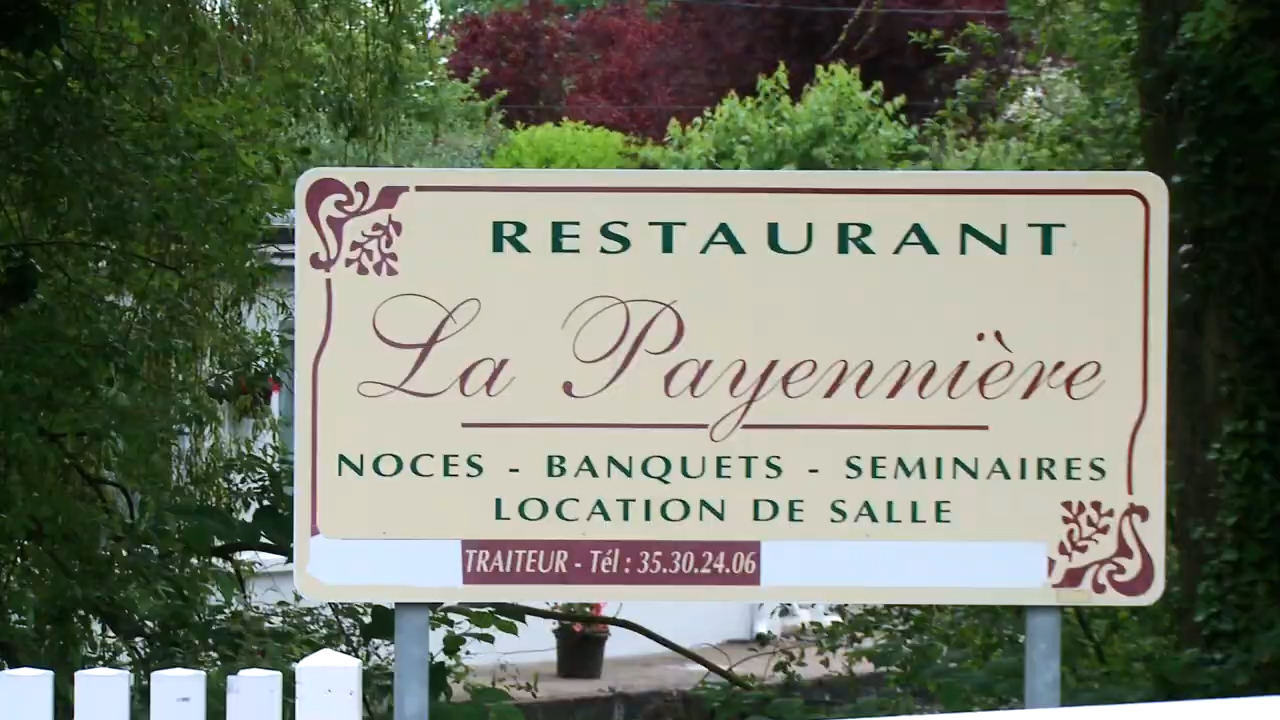 RESTAURANT
La Payennière
NOCES - BANQUETS - SEMINAIRES
LOCATION DE SALLE
TRAITEUR - Tél : 35.30.24.06